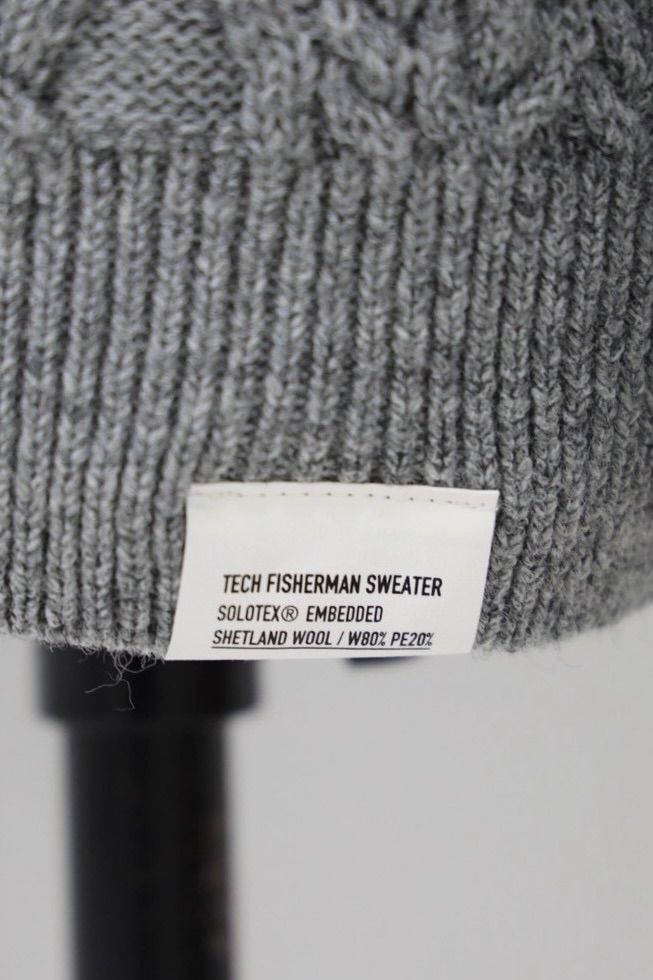 TECH FISHERMAN SWEATER
SOLOTEX® EMBEDDED
SHETLAND WOOL / W80% PE20%